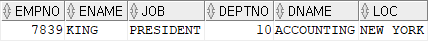 EMPNO ENAME JOB DEPTNO DNAME LOC
7839 KING PRESIDENT 10 ACCOUNTING NEW YORK